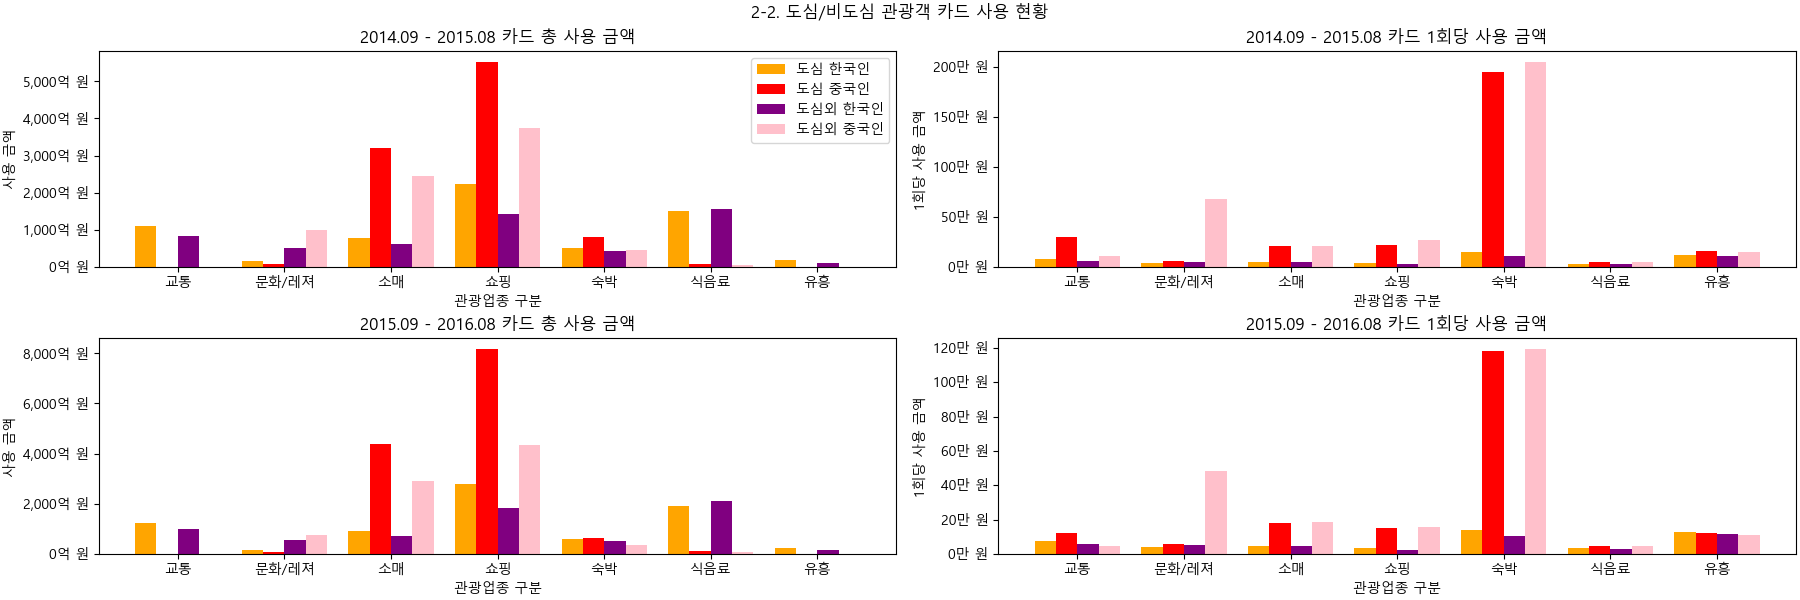 2-2. 도심/비도심 관광객 카드 사용 현황
2014.09 - 2015.08 카드 총 사용 금액
사용 금액
5,000억 원
4,000억 원
3,000억 원
2,000억 원
1,000억 원
0억 원
도심 한국인
도심 중국인
도심외 한국인
도심외 중국인
교통 문화/레져 소매 쇼핑 숙박 식음료 유흥
관광업종 구분
2014.09 - 2015.08 카드 1회당 사용 금액
1회당 사용 금액
200만 원
150만 원
100만 원
50만 원
0만 원
교통 문화/레져 소매 쇼핑 숙박 식음료 유흥
관광업종 구분
2015.09 - 2016.08 카드 총 사용 금액
사용 금액
8,000억 원
6,000억 원
4,000억 원
2,000억 원
0억 원
교통 문화/레져 소매 쇼핑 숙박 식음료 유흥
관광업종 구분
2015.09 - 2016.08 카드 1회당 사용 금액
1회당 사용 금액
120만 원
100만 원
80만 원
60만 원
40만 원
20만 원
0만 원
교통 문화/레져 소매 쇼핑 숙박 식음료 유흥
관광업종 구분